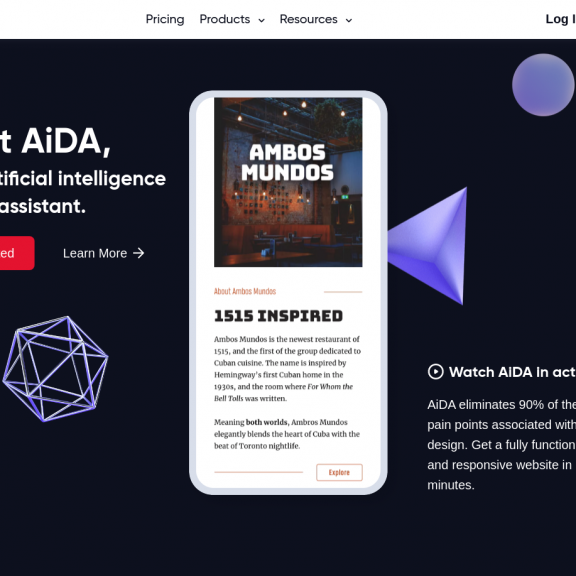 Pricing
Products
Resources
Log I
t AiDA,
tificial intelligence
assistant.
ed
Learn More
AMBOS
MUNDOS
About Ambos Mundos
1515 INSPIRED
Ambos Mundos is the newest restaurant of
1515, and the first of the group dedicated to
Cuban cuisine. The name is inspired by
Hemingway's first Cuban home in the
1930s, and the room where For Whom the
Bell Tolls was written.
Meaning both worlds, Ambros Mundos
elegantly blends the heart of Cuba with the
beat of Toronto nightlife.
Explore
Watch AiDA in act
AiDA eliminates 90% of the
pain points associated with
design. Get a fully function
and responsive website in
minutes.